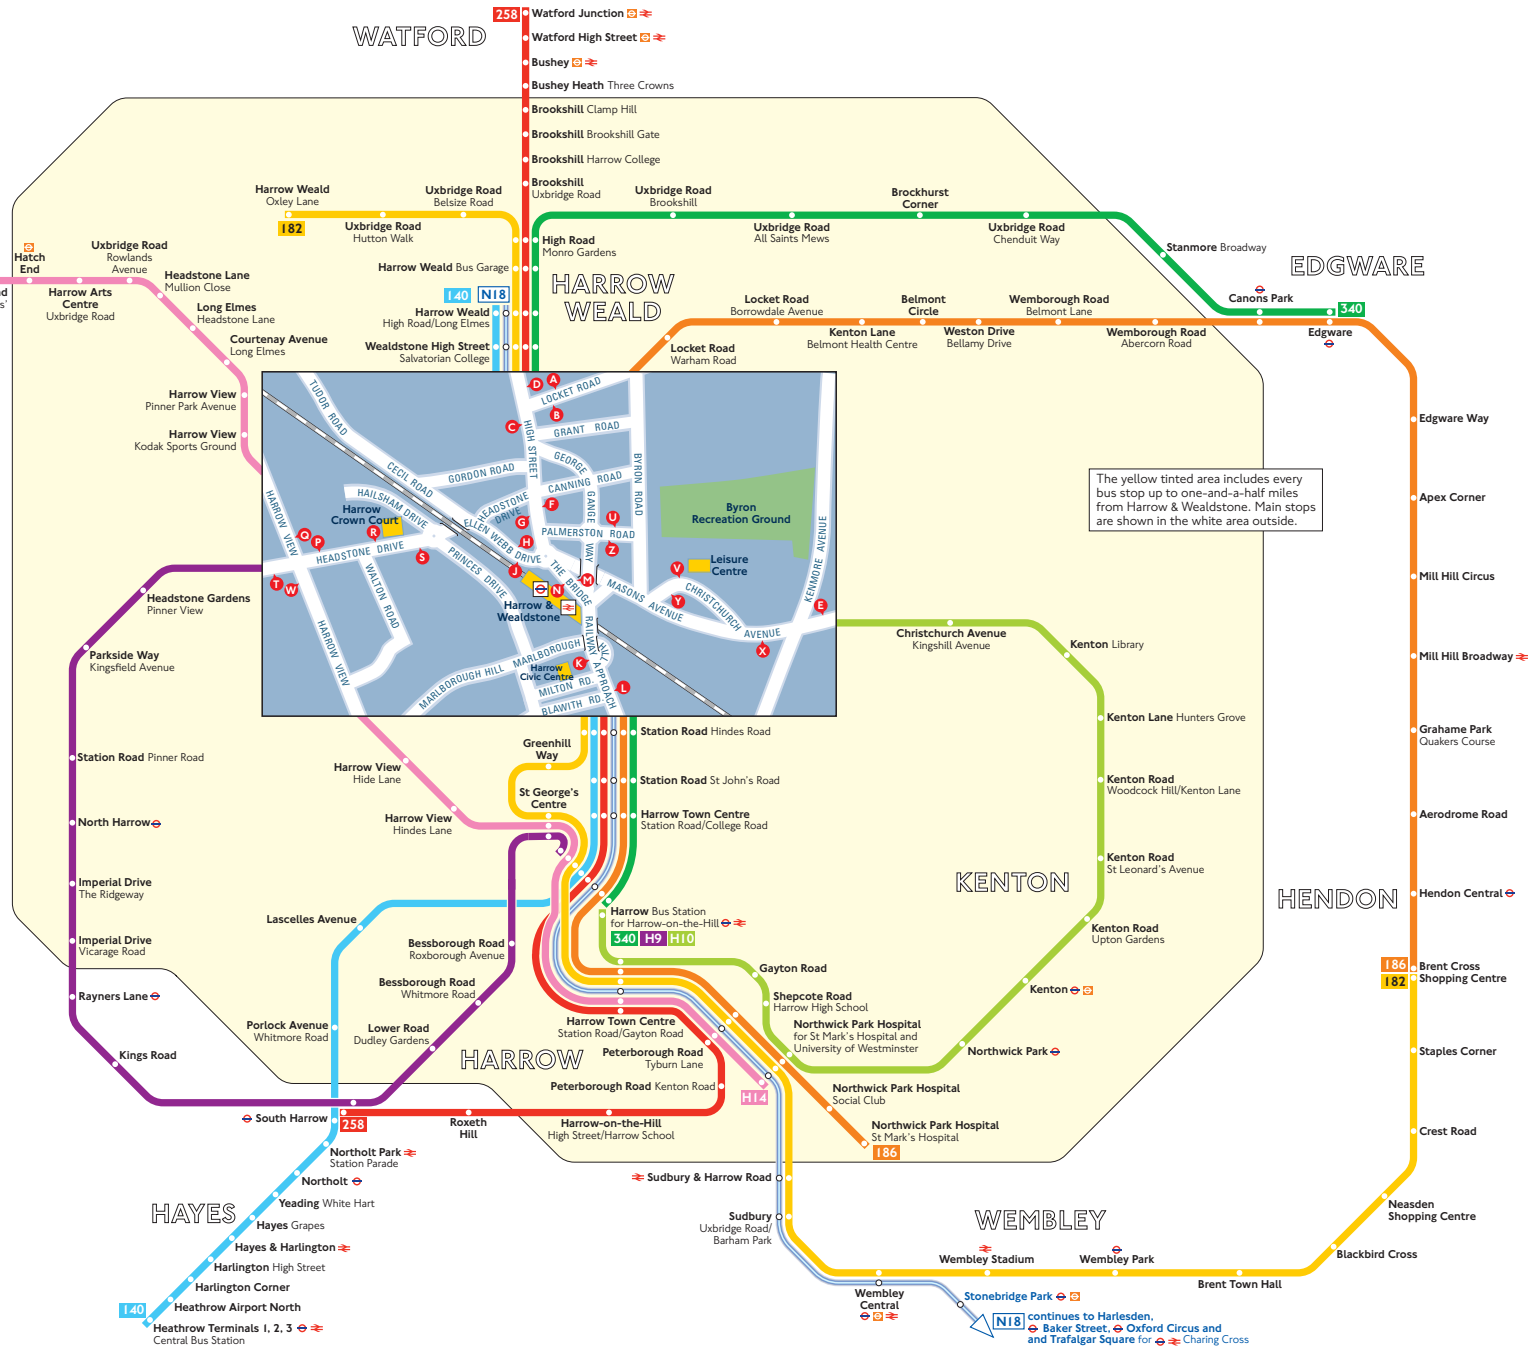 WATFORD
258
Watford Junction
Watford High Street
Bushey
Bushey Heath Three Crowns
Brookshill Clamp Hill
Brookshill Brookshill Gate
Brookshill Harrow College
Brookshill
Uxbridge Road
Harrow Weald
Oxley Lane
182
Uxbridge Road
Belsize Road
Uxbridge Road
Hutton Walk
Uxbridge Road
Brookshill
Uxbridge Road
All Saints Mews
Brockhurst
Corner
Uxbridge Road
Chenduit Way
Stanmore Broadway
EDGWARE
Canons Park
340
Edgware
High Road
Monro Gardens
Harrow Weald Bus Garage
HARROW
WEALD
140
N18
Harrow Weald
High Road/Long Elmes
Wealdstone High Street
Salvatorian College
Hatch
End
Uxbridge Road
Rowlands
Avenue
Harrow Arts
Centre
Uxbridge Road
Headstone Lane
Mullion Close
Long Elmes
Headstone Lane
Courtenay Avenue
Long Elmes
Harrow View
Pinner Park Avenue
Harrow View
Kodak Sports Ground
Locket Road
Borrowdale Avenue
Locket Road
Warham Road
Kenton Lane
Belmont Health Centre
Belmont
Circle
Weston Drive
Bellamy Drive
Wemborough Road
Belmont Lane
Wemborough Road
Abercorn Road
Edgware Way
Apex Corner
Mill Hill Circus
Mill Hill Broadway
Grahame Park
Quakers Course
Aerodrome Road
Hendon Central
HENDON
186
182
Brent Cross
Shopping Centre
Staples Corner
Crest Road
Neasden
Shopping Centre
Blackbird Cross
The yellow tinted area includes every
bus stop up to one-and-a-half miles
from Harrow & Wealdstone. Main stops
are shown in the white area outside.
TUDOR ROAD
CECIL ROAD
GORDON ROAD
HAILSHAM DRIVE
HEADSTONE
DRIVE
ELLEN WEBB DRIVE
HIGH STREET
LOCKET ROAD
GRANT ROAD
GEORGE
GANGE
WAY
CANNING ROAD
BYRON ROAD
PALMERSTON ROAD
HARROW VIEW
HEADSTONE DRIVE
WALTON ROAD
PRINCES DRIVE
THE BRIDGE
RAILWAY APPROACH
MASONS AVENUE
CHRISTCHURCH
AVENUE
KENMORE AVENUE
HARROW VIEW
MARLBOROUGH HILL
MARLBOROUGH
MILTON RD.
BLAWITH RD.
Harrow
Crown Court
Byron
Recreation Ground
Leisure
Centre
Harrow &
Wealdstone
Harrow
Civic Centre
A
B
C
D
E
F
G
H
J
K
L
M
N
P
Q
R
S
T
U
V
W
X
Y
Z
Headstone Gardens
Pinner View
Parkside Way
Kingsfield Avenue
Station Road Pinner Road
North Harrow
Imperial Drive
The Ridgeway
Imperial Drive
Vicarage Road
Rayners Lane
Kings Road
Harrow View
Hide Lane
Harrow View
Hindes Lane
Greenhill
Way
St George's
Centre
Station Road Hindes Road
Station Road St John's Road
Harrow Town Centre
Station Road/College Road
Christchurch Avenue
Kingshill Avenue
Kenton Library
Kenton Lane Hunters Grove
Kenton Road
Woodcock Hill/Kenton Lane
Kenton Road
St Leonard's Avenue
KENTON
Kenton Road
Upton Gardens
Kenton
Northwick Park
Harrow Bus Station
for Harrow-on-the-Hill
340
H9
H10
Gayton Road
Shepcote Road
Harrow High School
Northwick Park Hospital
for St Mark's Hospital and
University of Westminster
Northwick Park Hospital
Social Club
Northwick Park Hospital
St Mark's Hospital
186
Lascelles Avenue
Bessborough Road
Roxborough Avenue
Bessborough Road
Whitmore Road
Porlock Avenue
Whitmore Road
Lower Road
Dudley Gardens
HARROW
Harrow Town Centre
Station Road/Gayton Road
Peterborough Road
Tyburn Lane
Peterborough Road Kenton Road
H14
South Harrow
258
Roxeth
Hill
Harrow-on-the-Hill
High Street/Harrow School
Northolt Park
Station Parade
Northolt
Yeading White Hart
HAYES
Hayes Grapes
Hayes & Harlington
Harlington High Street
Harlington Corner
Heathrow Airport North
140
Heathrow Terminals 1, 2, 3
Central Bus Station
Sudbury & Harrow Road
Sudbury
Uxbridge Road/
Barham Park
WEMBLEY
Wembley Stadium
Wembley Park
Brent Town Hall
Wembley
Central
Stonebridge Park
N18
continues to Harlesden,
Baker Street, Oxford Circus and
and Trafalgar Square for Charing Cross